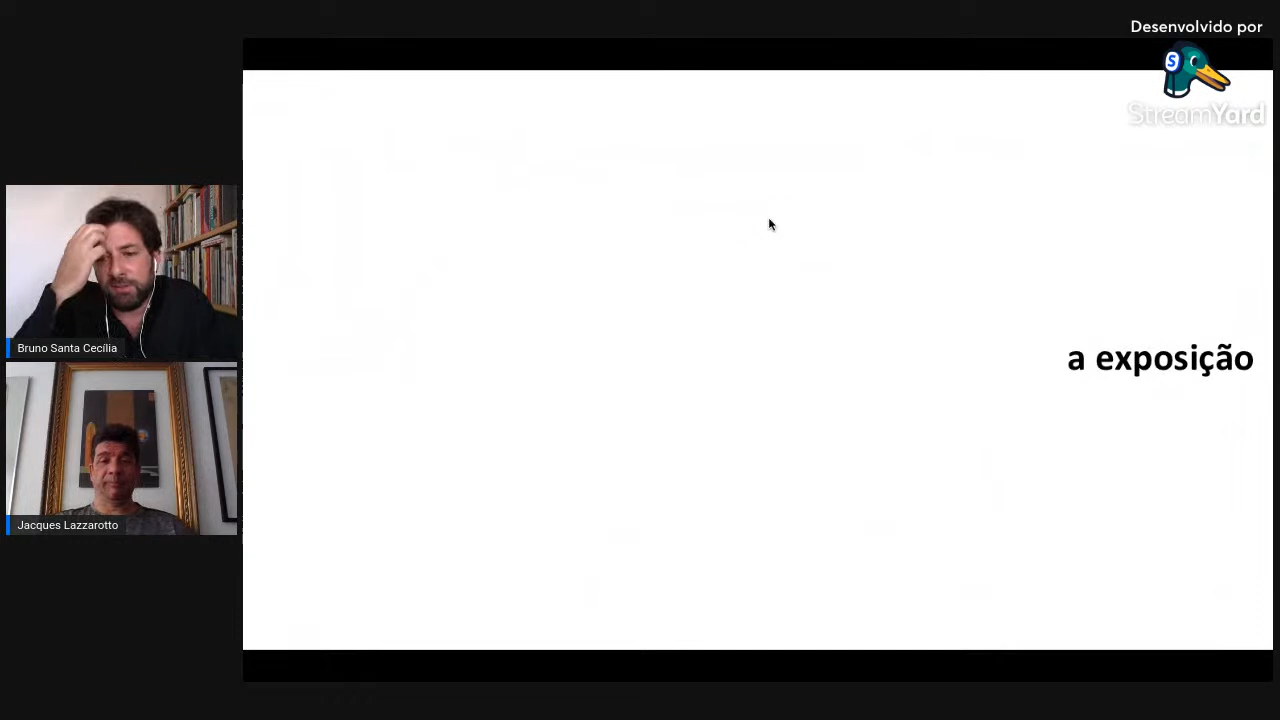 Desenvolvido por
StreamYard
Bruno Santa Cecília
a exposição
Jacques Lazzarotto